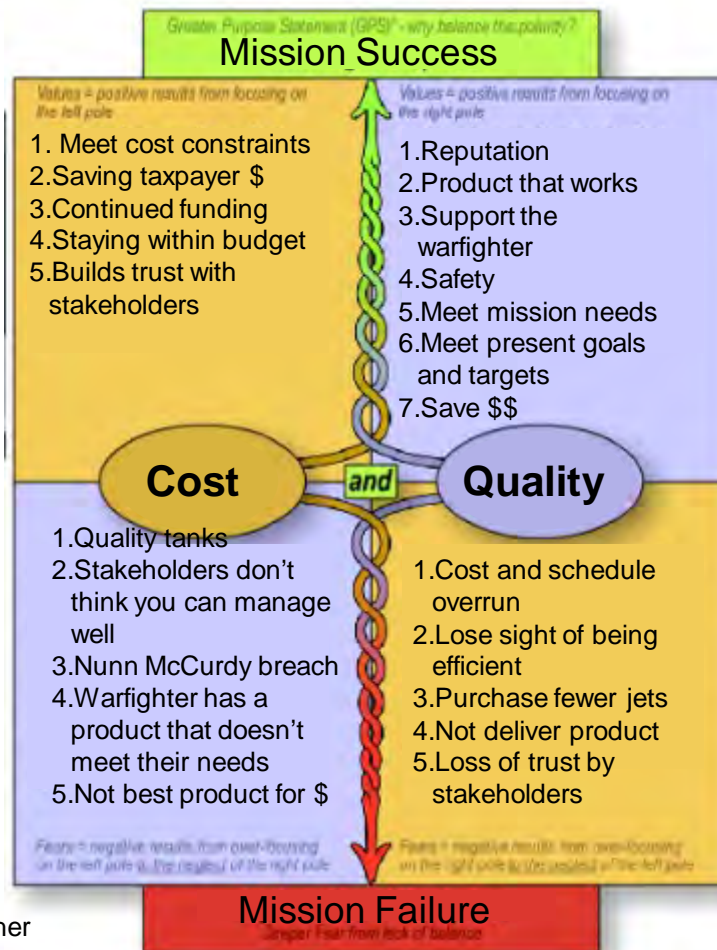 Greater Purpose Statement (GPS)® - why balance this polarity?
Mission Success
Values = positive results from focusing on
the left pole
1. Meet cost constraints
2.Saving taxpayer $
3.Continued funding
4.Staying within budget
5.Builds trust with
stakeholders
Values = positive results from focusing on
the right pole
1.Reputation
2.Product that works
3.Support the
warfighter
4.Safety
5.Meet mission needs
6.Meet present goals
and targets
7.Save $$
Cost
and
Quality
1.Quality tanks
2.Stakeholders don’t
think you can manage
well
3.Nunn McCurdy breach
4.Warfighter has a
product that doesn’t
meet their needs
5.Not best product for $
Fears = negative results from over-focusing
on the left pole to the neglect of the right pole
1.Cost and schedule
overrun
2.Lose sight of being
efficient
3.Purchase fewer jets
4.Not deliver product
5.Loss of trust by
stakeholders
Fears = negative results from over-focusing
on the right pole to the neglect of the left pole
Mission Failure
Deeper Fear from lack of balance